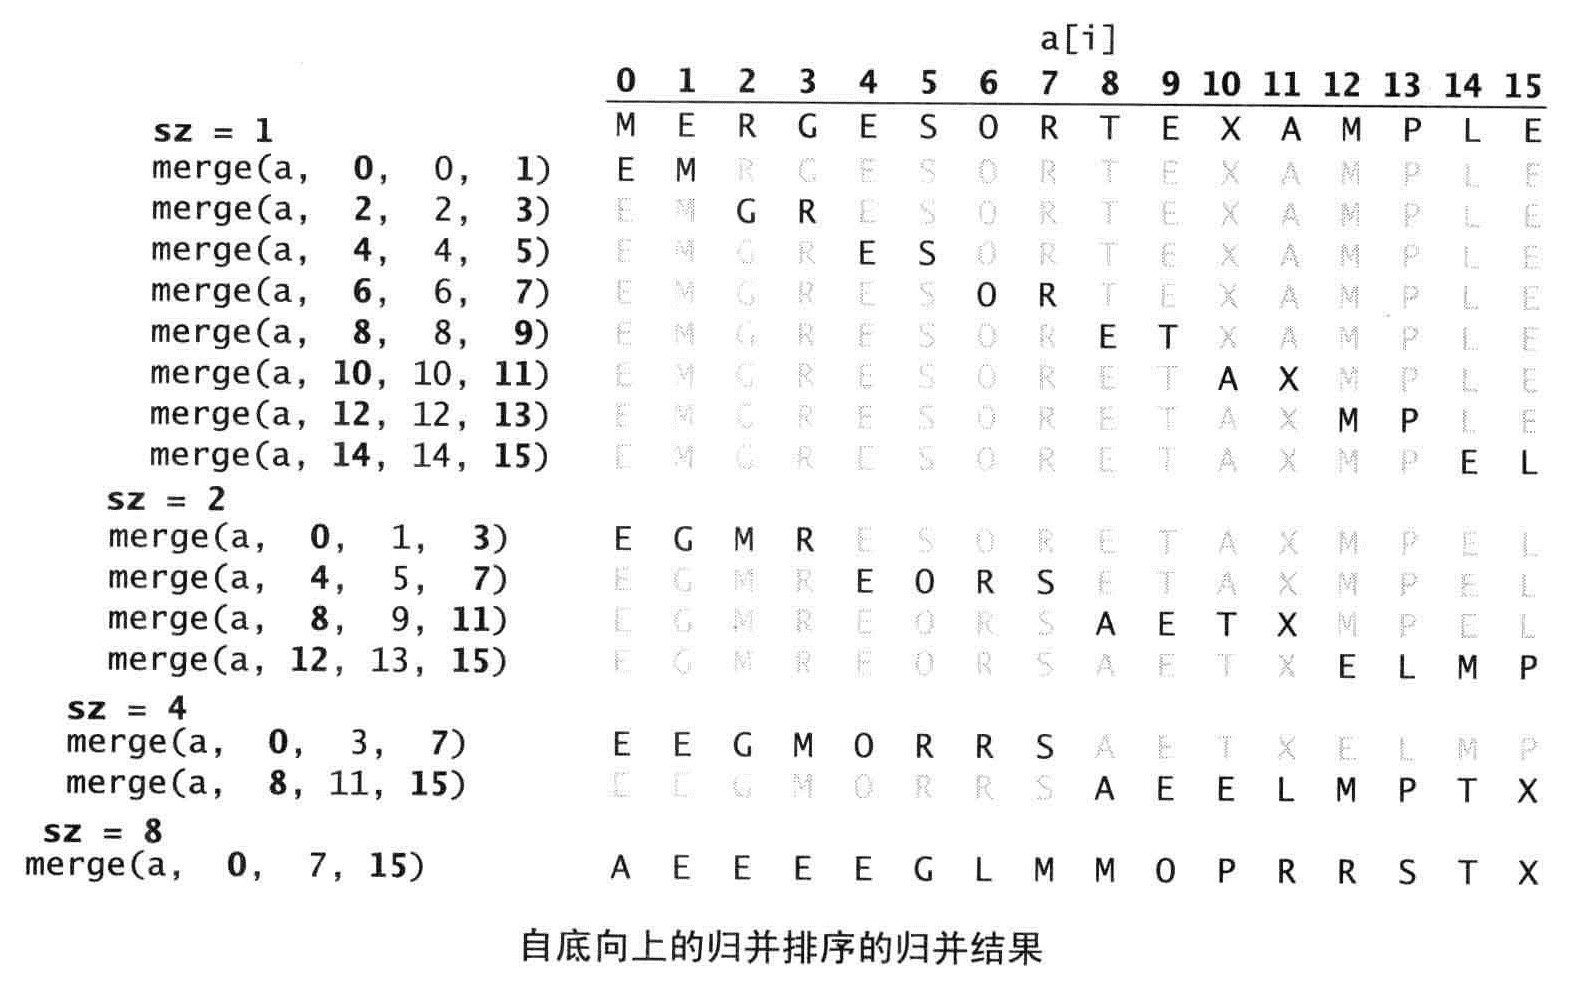 a[i]
0 1 2 3 4 5 6 7 8 9 10 11 12 13 14 15
sz = 1 M E R G E S O R T E X A M P L E
merge(a, 0, 0, 1) E M R G E S O R T E X A M P L E
merge(a, 2, 2, 3) E M G R E S O R T E X A M P L E
merge(a, 4, 4, 5) E M G R E S O R T E X A M P L E
merge(a, 6, 6, 7) E M G R E S O R T E X A M P L E
merge(a, 8, 8, 9) E M G R E S O R E T X A M P L E
merge(a, 10, 10, 11) E M G R E S O R E T A X M P L E
merge(a, 12, 12, 13) E M G R E S O R E T A X M P L E
merge(a, 14, 14, 15) E M G R E S O R E T A X M P E L
sz = 2
merge(a, 0, 1, 3) E G M R E S O R E T A X M P E L
merge(a, 4, 5, 7) E G M R E O R S E T A X M P E L
merge(a, 8, 9, 11) E G M R E O R S A E T X M P E L
merge(a, 12, 13, 15) E G M R E O R S A E T X E L M P
sz = 4
merge(a, 0, 3, 7) E E G M O R R S A E T X E L M P
merge(a, 8, 11, 15) E E G M O R R S A E E L M P T X
sz = 8
merge(a, 0, 7, 15) A E E E E G L M M O P R R S T X
自底向上的归并排序的归并结果